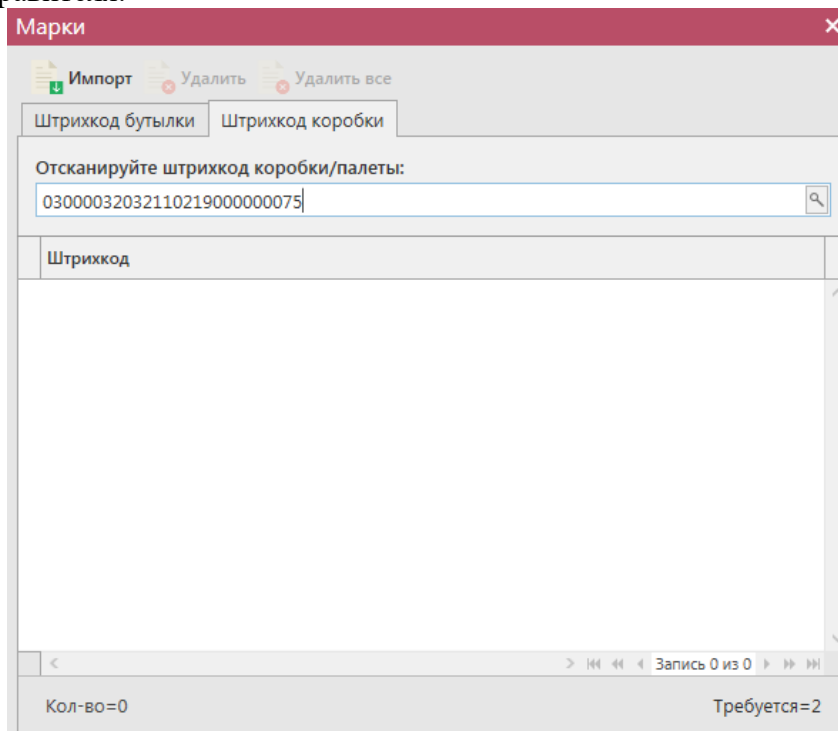 Марки
Импорт Удалить Удалить все
Штрихкод бутылки Штрихкод коробки
Отсканируйте штрихкод коробки/палеты:
03000032032110219000000075
Штрихкод
Запись 0 из 0
Кол-во=0 Требуется=2